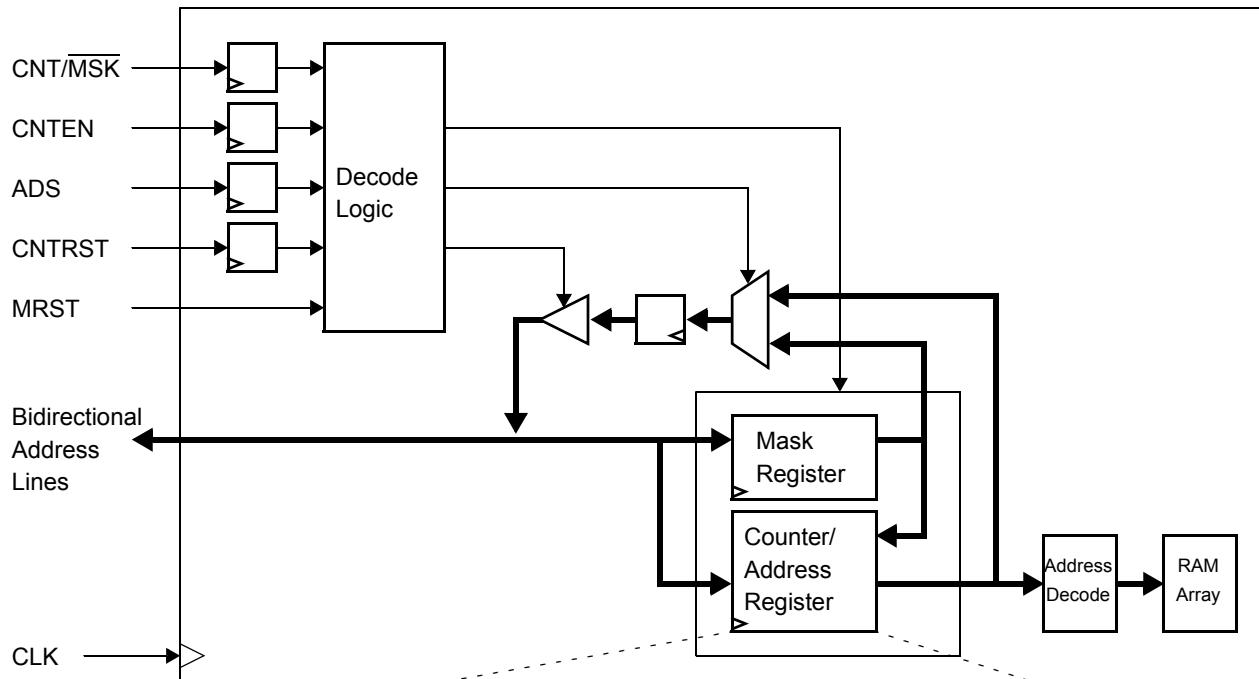 CNT/MSK
CNTEN
ADS
CNTRST
MRST
Decode
Logic
Bidirectional
Address
Lines
Mask
Register
Counter/
Address
Register
Address
Decode
RAM
Array
CLK